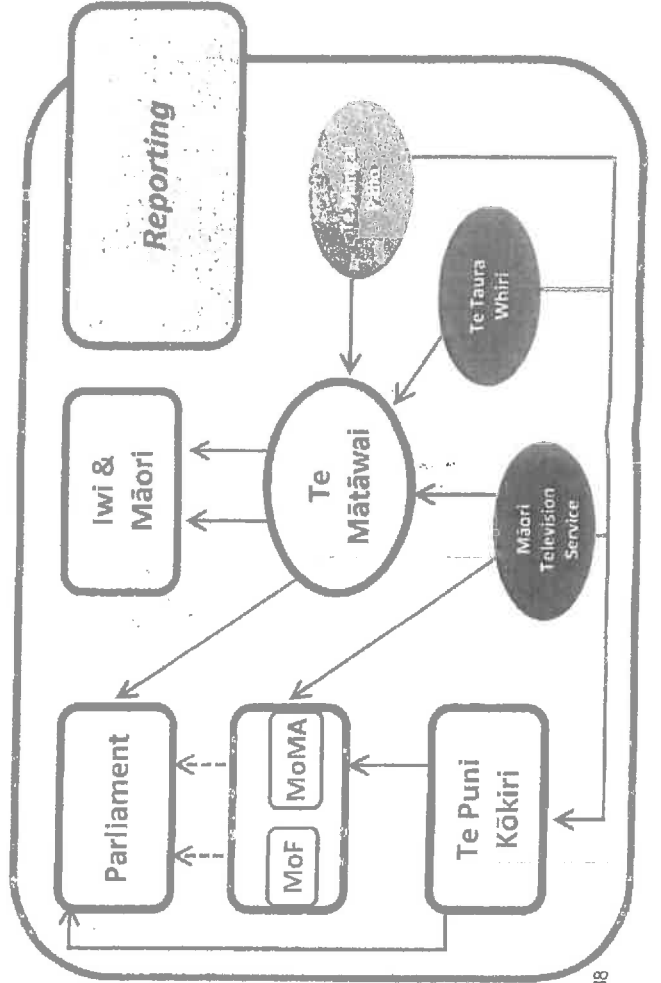 Reporting
Parliament
Iwi &
Māori
MoF
MoMA
Te
Mātāwai
Te Puni
Kōkiri
Māori
Television
Service
Te Taura
Whiri